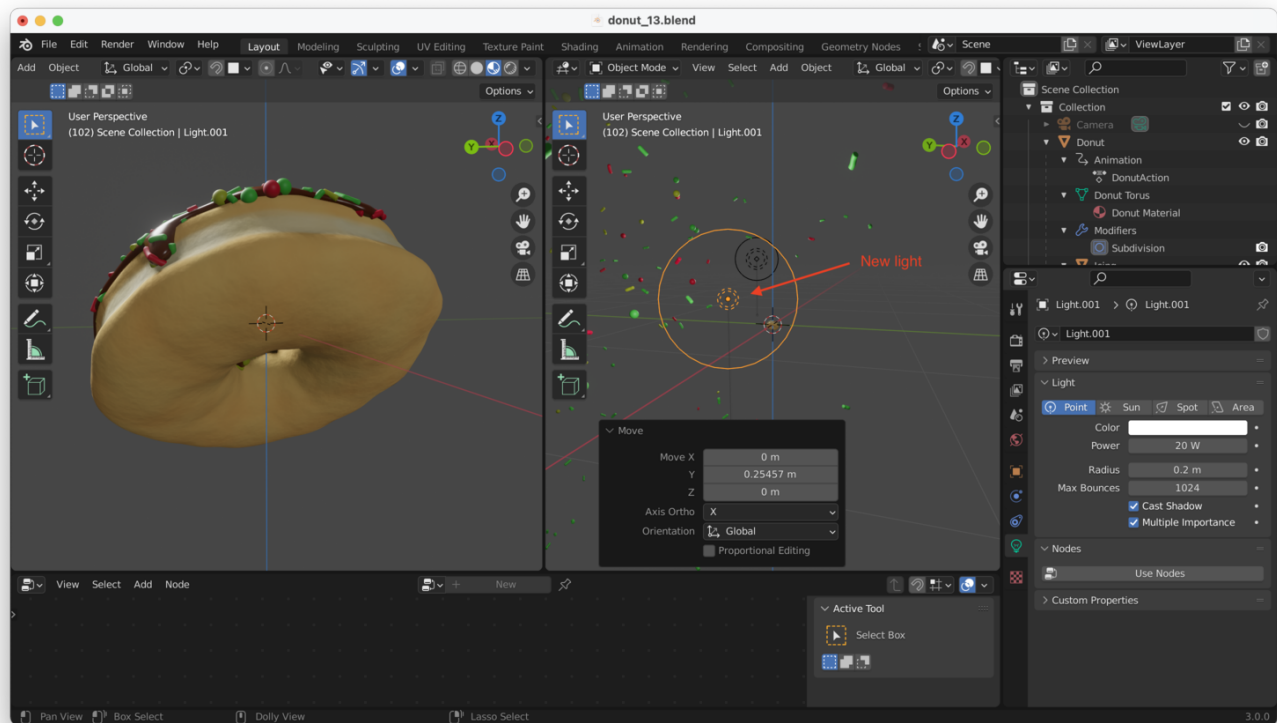 donut_13.blend
File Edit Render Window Help Layout Modeling Sculpting UV Editing Texture Paint Shading Animation Rendering Compositing Geometry Nodes Scene ViewLayer
Add Object Global Object Mode View Select Add Object Global
Options
Options
User Perspective
(102) Scene Collection | Light.001
Z
Y
X
User Perspective
(102) Scene Collection | Light.001
Z
Y
X
New light
Move
Move X 0 m
Y 0.25457 m
Z 0 m
Axis Ortho X
Orientation Global
Proportional Editing
Scene Collection
Collection
Camera
Donut
Animation
DonutAction
Donut Torus
Donut Material
Modifiers
Subdivision
Light.001 > Light.001
Light.001
Preview
Light
Point Sun Spot Area
Color
Power 20 W
Radius 0.2 m
Max Bounces 1024
Cast Shadow
Multiple Importance
Nodes
Use Nodes
Custom Properties
View Select Add Node New
Active Tool
Select Box
Pan View Box Select Dolly View Lasso Select 3.0.0